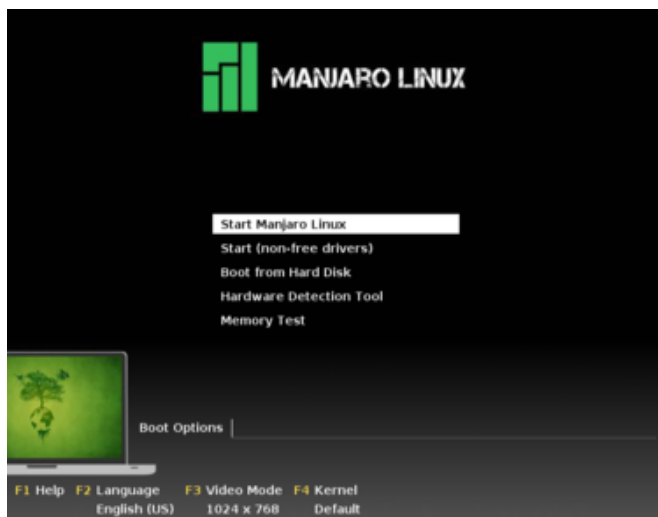 MANJARO LINUX
Start Manjaro Linux
Start (non-free drivers)
Boot from Hard Disk
Hardware Detection Tool
Memory Test
Boot Options
F1 Help F2 Language F3 Video Mode F4 Kernel
English (US) 1024 x 768 Default